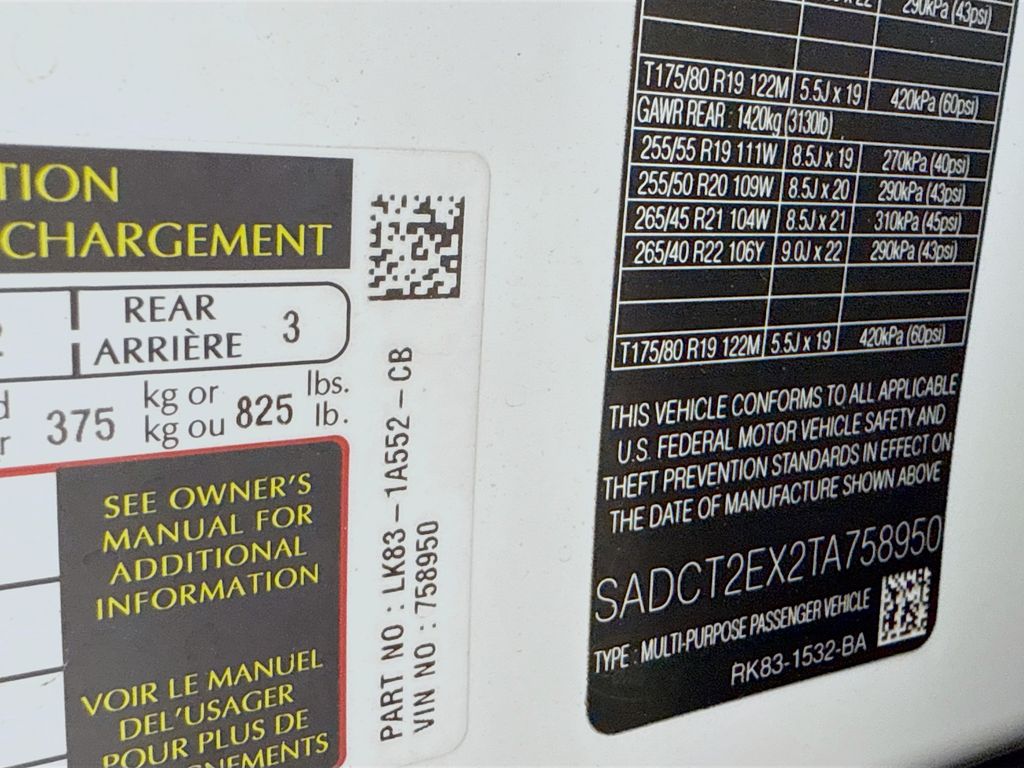 TION
CHARGEMENT
REAR
ARRIÈRE 3
375 kg or 825 lbs.
kg ou lb.
SEE OWNER'S
MANUAL FOR
ADDITIONAL
INFORMATION
VOIR LE MANUEL
DEL'USAGER
POUR PLUS DE
PART NO : LK83-1A552-CB
VIN NO : 758950
290kPa (43psi)
T175/80 R19 122M 5.5J x 19 420kPa (60psi)
GAWR REAR : 1420kg (3130lb)
255/55 R19 111W 8.5J x 19 270kPa (40psi)
255/50 R20 109W 8.5J x 20 290kPa (43psi)
265/45 R21 104W 8.5J x 21 310kPa (45psi)
265/40 R22 106Y 9.0J x 22 290kPa (43psi)
T175/80 R19 122M 5.5J x 19 420kPa (60psi)
THIS VEHICLE CONFORMS TO ALL APPLICABLE
U.S. FEDERAL MOTOR VEHICLE SAFETY AND
THEFT PREVENTION STANDARDS IN EFFECT ON
THE DATE OF MANUFACTURE SHOWN ABOVE
SADCT2EX2TA758950
TYPE : MULTI-PURPOSE PASSENGER VEHICLE
RK83-1532-BA